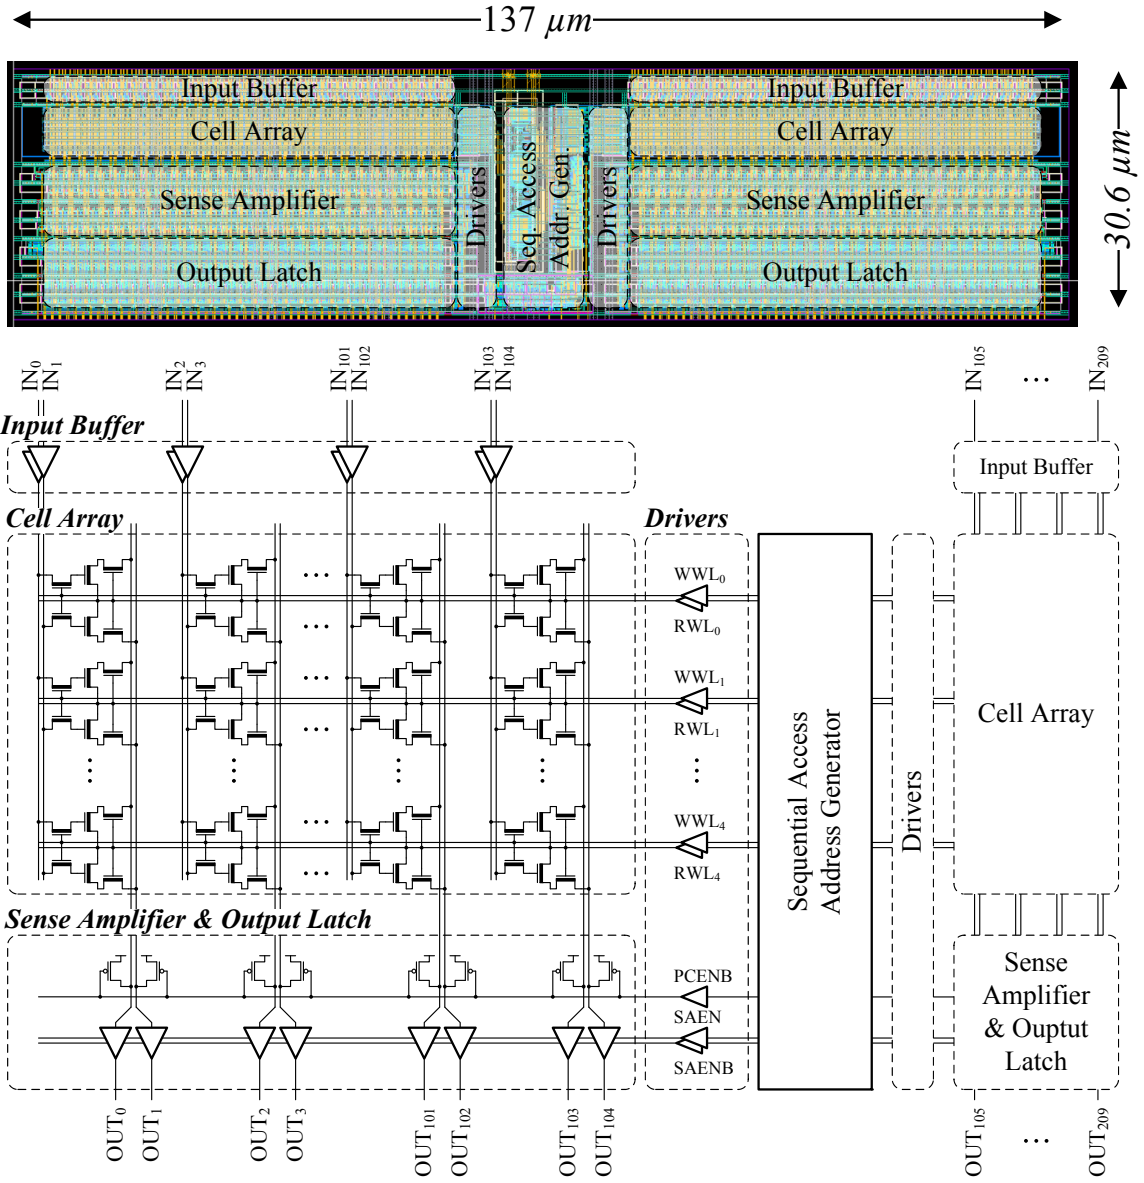 137 µm
Input Buffer
Input Buffer
Cell Array
Cell Array
Sense Amplifier
Sense Amplifier
Output Latch
Output Latch
Drivers
Seq. Access
Addr. Gen.
Drivers
30.6 µm
IN0
IN1
IN2
IN3
IN101
IN102
IN103
IN104
IN105
...
IN209
Input Buffer
Input Buffer
Cell Array
Drivers
WWL0
...
RWL0
...
WWL1
...
RWL1
...
Cell Array
...
...
...
...
...
WWL4
...
RWL4
...
Sequential Access
Address Generator
Drivers
Sense Amplifier & Output Latch
PCENB
SAEN
SAENB
Sense
Amplifier
& Ouptut
Latch
OUT0
OUT1
OUT2
OUT3
OUT101
OUT102
OUT103
OUT104
OUT105
...
OUT209